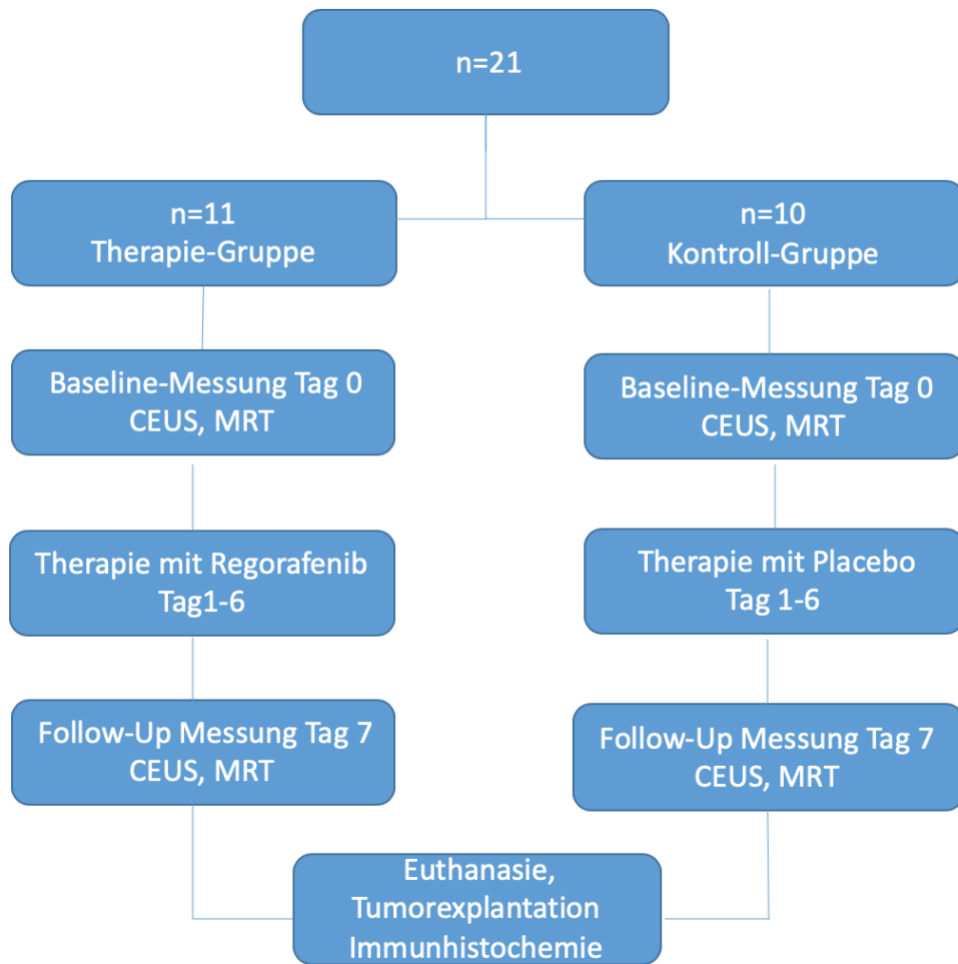 n=21
n=11
Therapie-Gruppe
n=10
Kontroll-Gruppe
Baseline-Messung Tag 0
CEUS, MRT
Baseline-Messung Tag 0
CEUS, MRT
Therapie mit Regorafenib
Tag1-6
Therapie mit Placebo
Tag 1-6
Follow-Up Messung Tag 7
CEUS, MRT
Follow-Up Messung Tag 7
CEUS, MRT
Euthanasie,
Tumorexplantation
Immunhistochemie